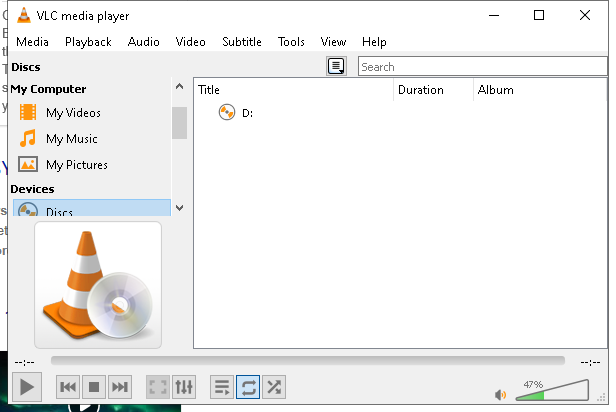 VLC media player
Media Playback Audio Video Subtitle Tools View Help
Discs
Search
My Computer
My Videos
My Music
My Pictures
Devices
Discs
Title Duration Album
D:
--:-- --:--
47%